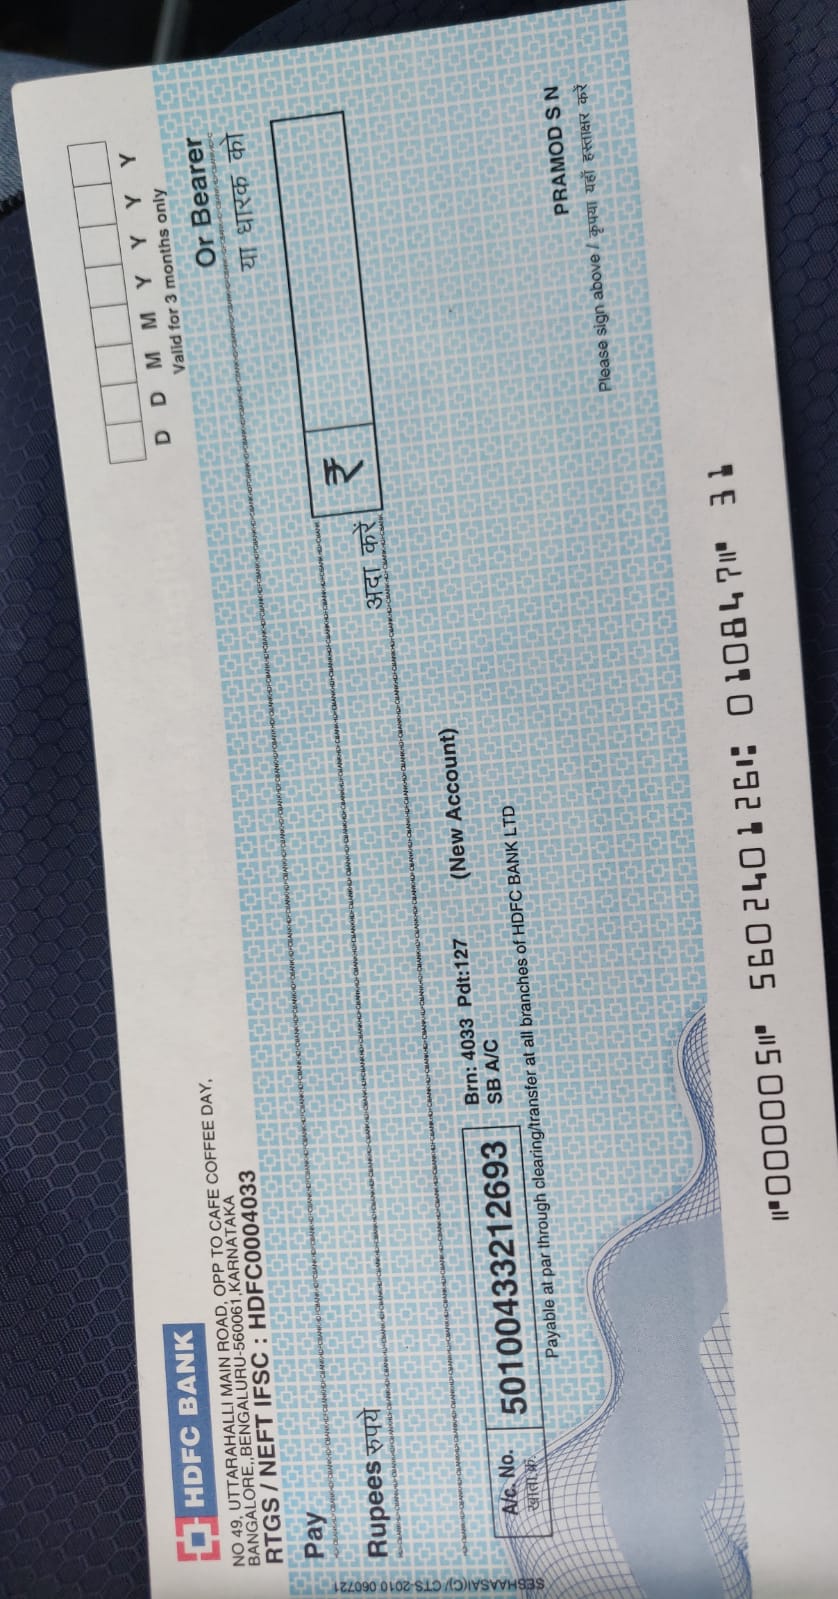 HDFC BANK
NO 49, UTTARAHALLI MAIN ROAD, OPP TO CAFE COFFEE DAY,
BANGALORE,,BENGALURU-560061,KARNATAKA
RTGS / NEFT IFSC : HDFC0004033
D D M M Y Y Y Y
Valid for 3 months only
Pay
Or Bearer
या धारक को
Rupees रुपये
अदा करें
₹
A/c. No.
खाता क्र.
50100433212693
Brn: 4033 Pdt:127 (New Account)
SB A/C
Payable at par through clearing/transfer at all branches of HDFC BANK LTD
PRAMOD S N
Please sign above / कृपया यहाँ हस्ताक्षर करें
SESHAASAI(C) / CTS-2010 060721
⑈000005⑈ 560240126⑆ 010847⑈ 31